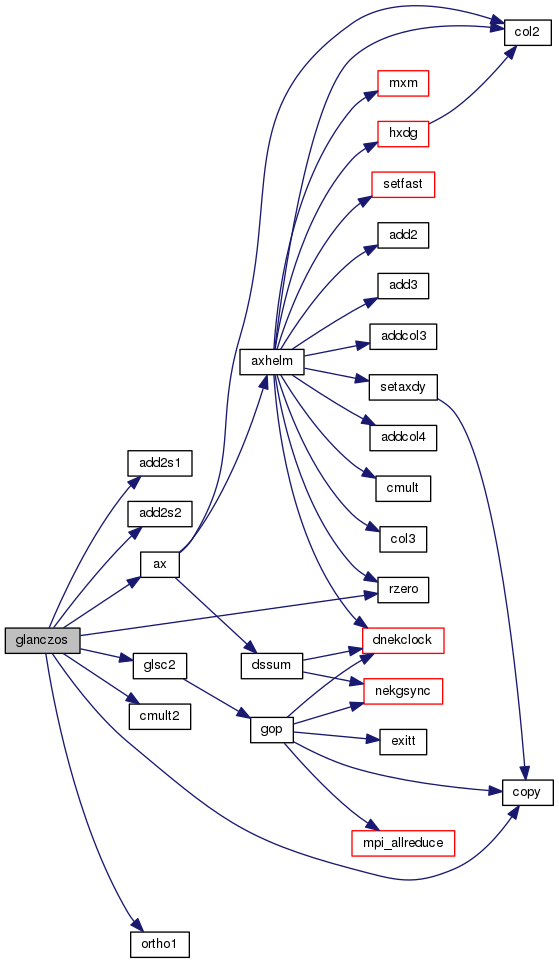 col2
mxm
hxdg
setfast
add2
add3
addcol3
axhelm
setaxdy
addcol4
add2s1
cmult
add2s2
col3
ax
rzero
glanczos
dnekclock
glsc2
dssum
nekgsync
cmult2
gop
exitt
copy
mpi_allreduce
ortho1